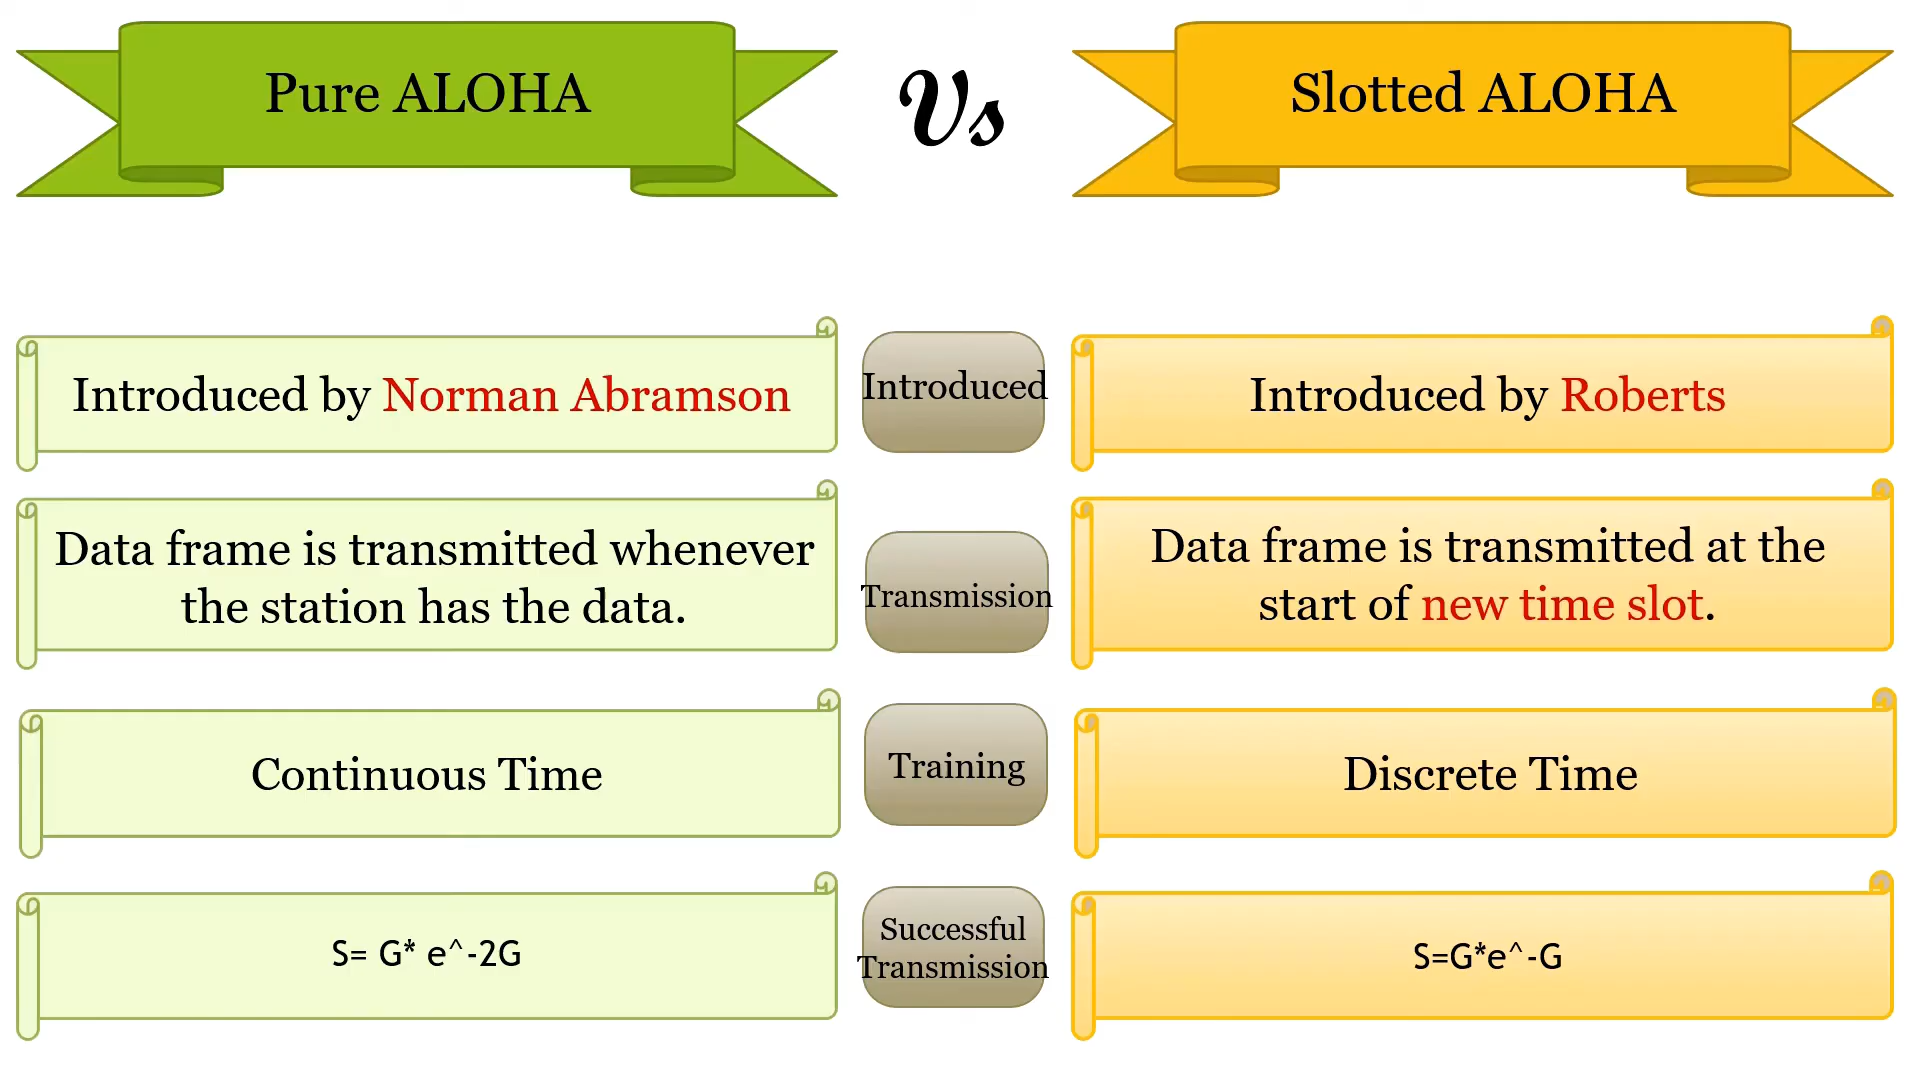 Pure ALOHA
Vs
Slotted ALOHA
Introduced by Norman Abramson
Introduced
Introduced by Roberts
Data frame is transmitted whenever
the station has the data.
Transmission
Data frame is transmitted at the
start of new time slot.
Continuous Time
Training
Discrete Time
S= G* e^-2G
Successful
Transmission
S=G*e^-G